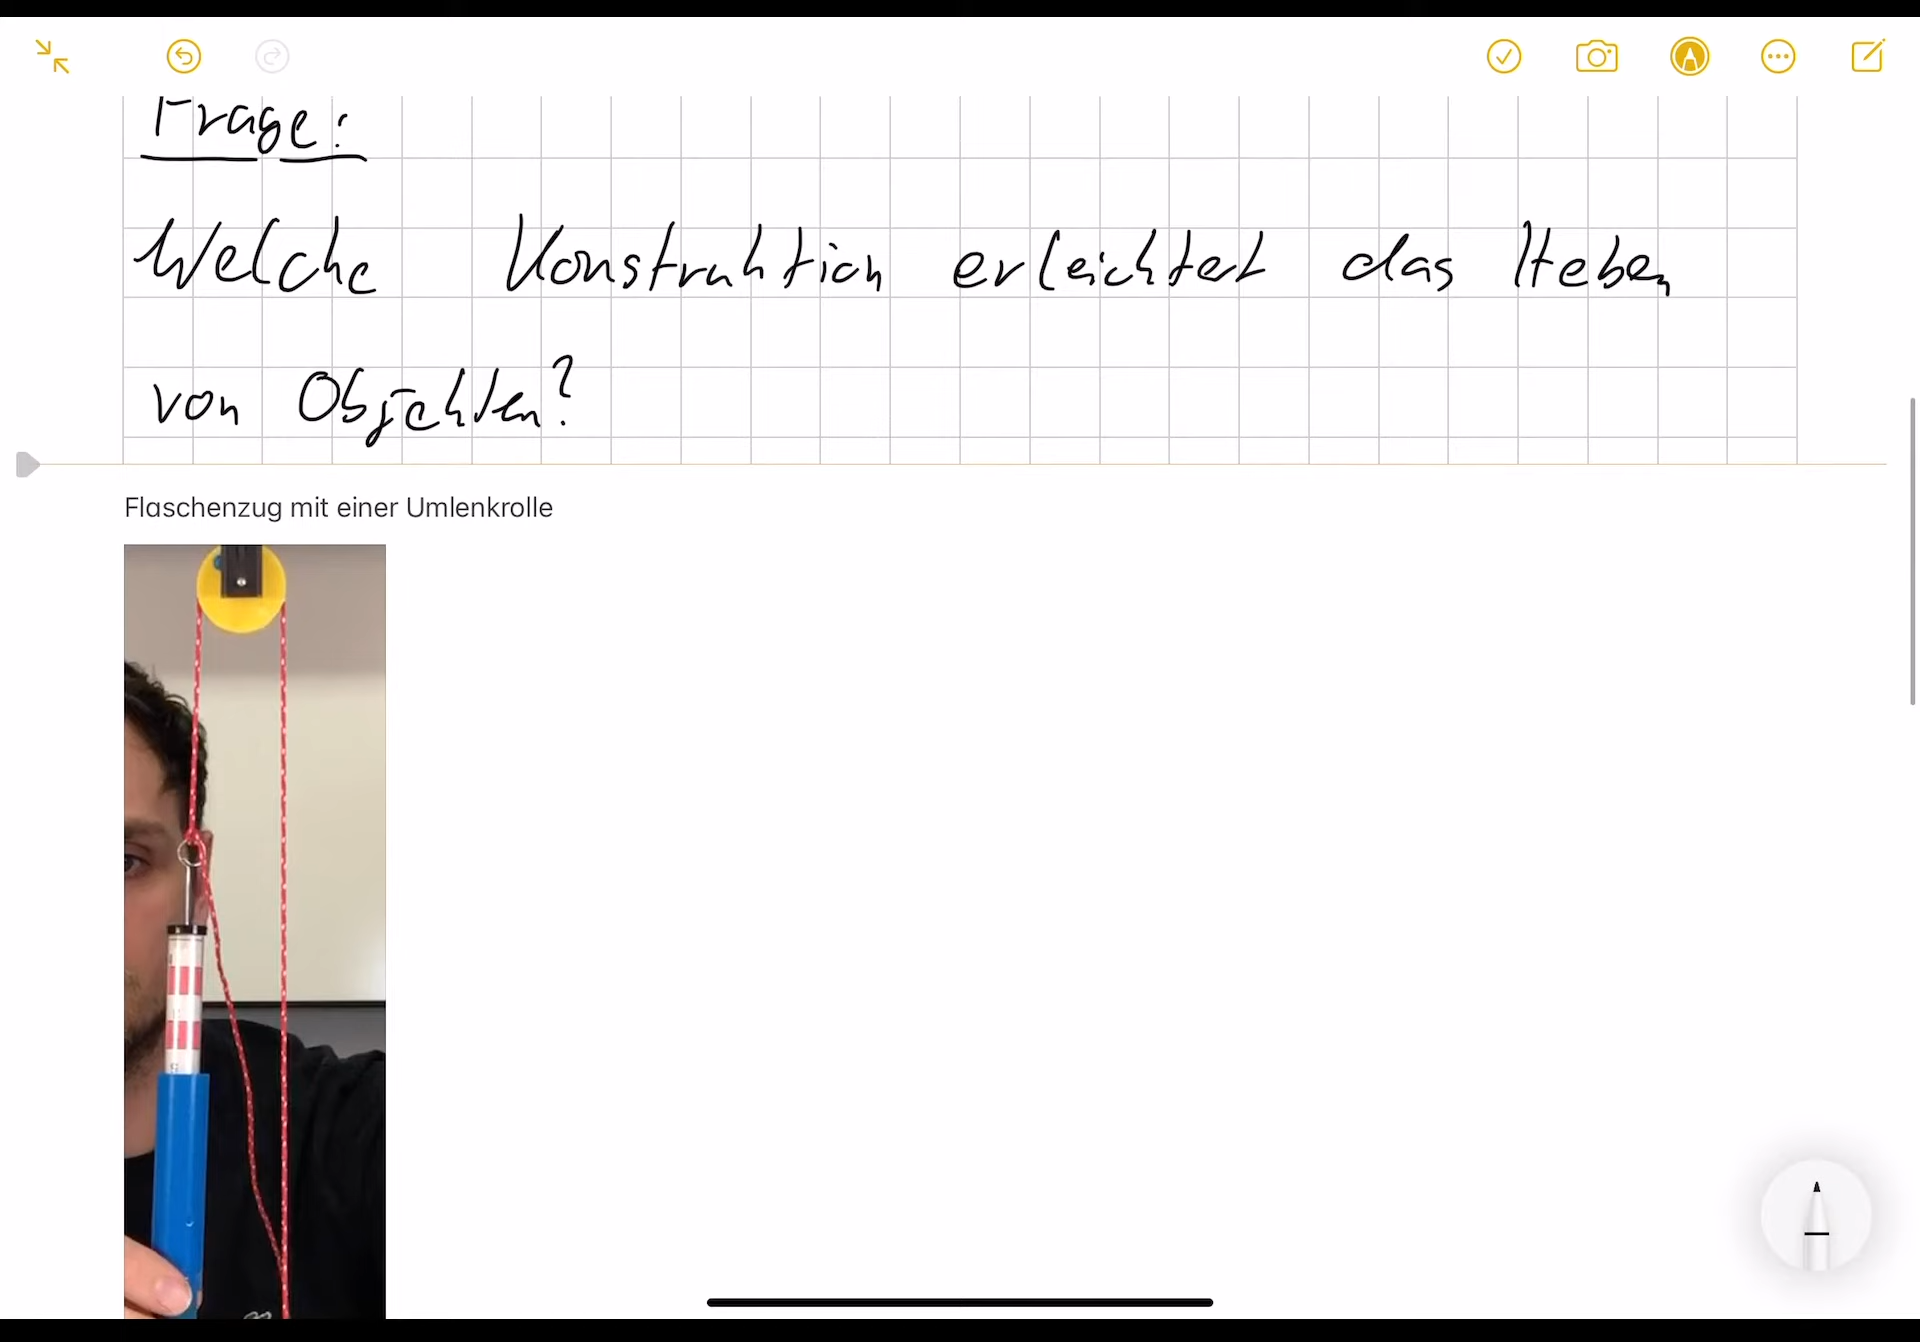 Frage:
Welche Konstruktion erleichtert das Heben
von Objekten?
Flaschenzug mit einer Umlenkrolle